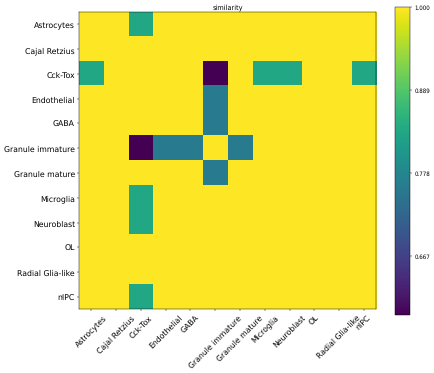 similarity
Astrocytes
Cajal Retzius
Cck-Tox
Endothelial
GABA
Granule immature
Granule mature
Microglia
Neuroblast
OL
Radial Glia-like
nIPC
Astrocytes
Cajal Retzius
Cck-Tox
Endothelial
GABA
Granule immature
Granule mature
Microglia
Neuroblast
OL
Radial Glia-like
nIPC
1.000
0.889
0.778
0.667